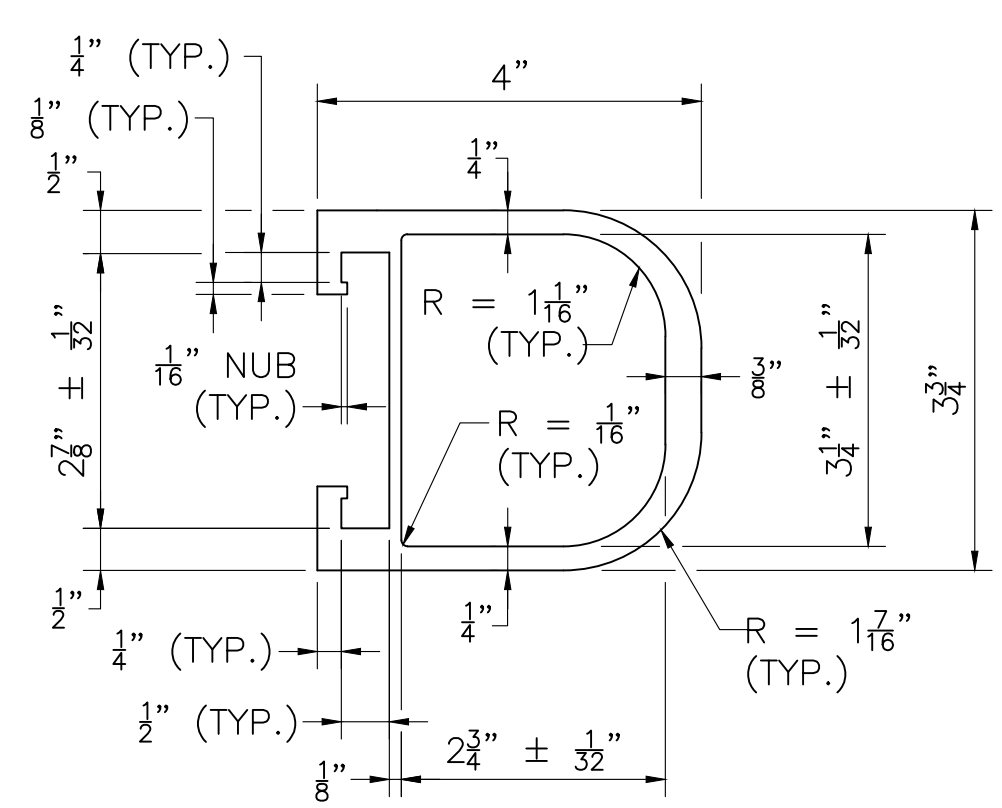 1/4" (TYP.)
4"
1/8" (TYP.)
1/2"
1/4"
R = 1 1/16"
(TYP.)
2 7/8" ± 1/32"
1/16" NUB
(TYP.)
3/8"
3 1/4" ± 1/32"
3 3/4"
R = 1/16"
(TYP.)
1/2"
1/4"
1/4" (TYP.)
R = 1 7/16"
(TYP.)
1/2" (TYP.)
2 3/4" ± 1/32"
1/8"